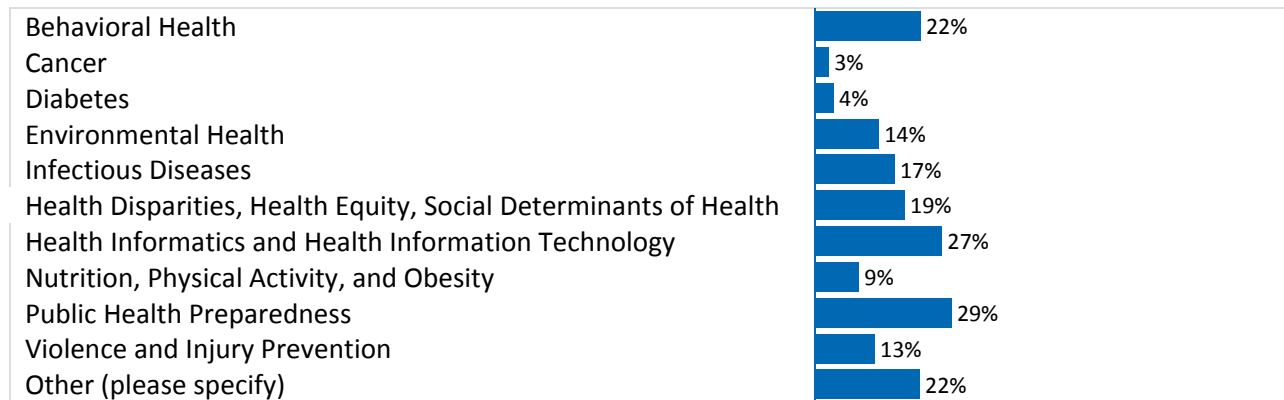 Behavioral Health 22%
Cancer 3%
Diabetes 4%
Environmental Health 14%
Infectious Diseases 17%
Health Disparities, Health Equity, Social Determinants of Health 19%
Health Informatics and Health Information Technology 27%
Nutrition, Physical Activity, and Obesity 9%
Public Health Preparedness 29%
Violence and Injury Prevention 13%
Other (please specify) 22%